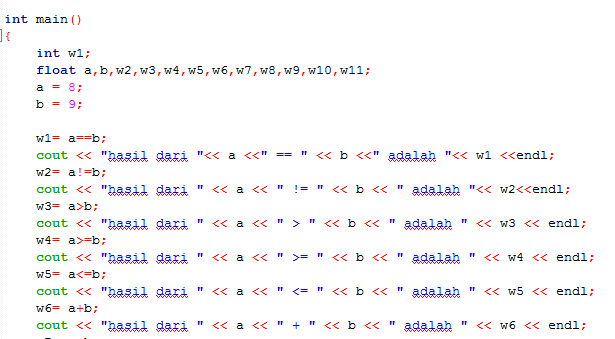 int main()
{
int w1;
float a,b,w2,w3,w4,w5,w6,w7,w8,w9,w10,w11;
a = 8;
b = 9;
w1= a==b;
cout << "hasil dari "<< a <<" == " << b <<" adalah "<< w1 <<endl;
w2= a!=b;
cout << "hasil dari " << a << " != " << b << " adalah "<< w2<<endl;
w3= a>b;
cout << "hasil dari " << a << " > " << b << " adalah " << w3 << endl;
w4= a>=b;
cout << "hasil dari " << a << " >= " << b << " adalah " << w4 << endl;
w5= a<=b;
cout << "hasil dari " << a << " <= " << b << " adalah " << w5 << endl;
w6= a+b;
cout << "hasil dari " << a << " + " << b << " adalah " << w6 << endl;